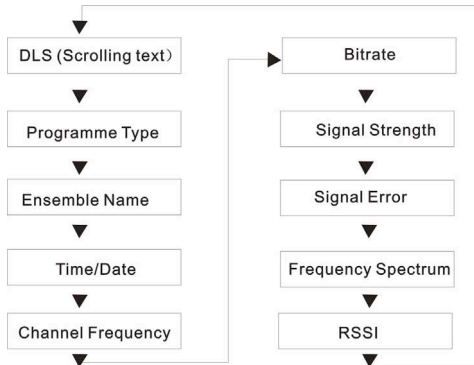 DLS (Scrolling text）
Programme Type
Ensemble Name
Time/Date
Channel Frequency
Bitrate
Signal Strength
Signal Error
Frequency Spectrum
RSSI